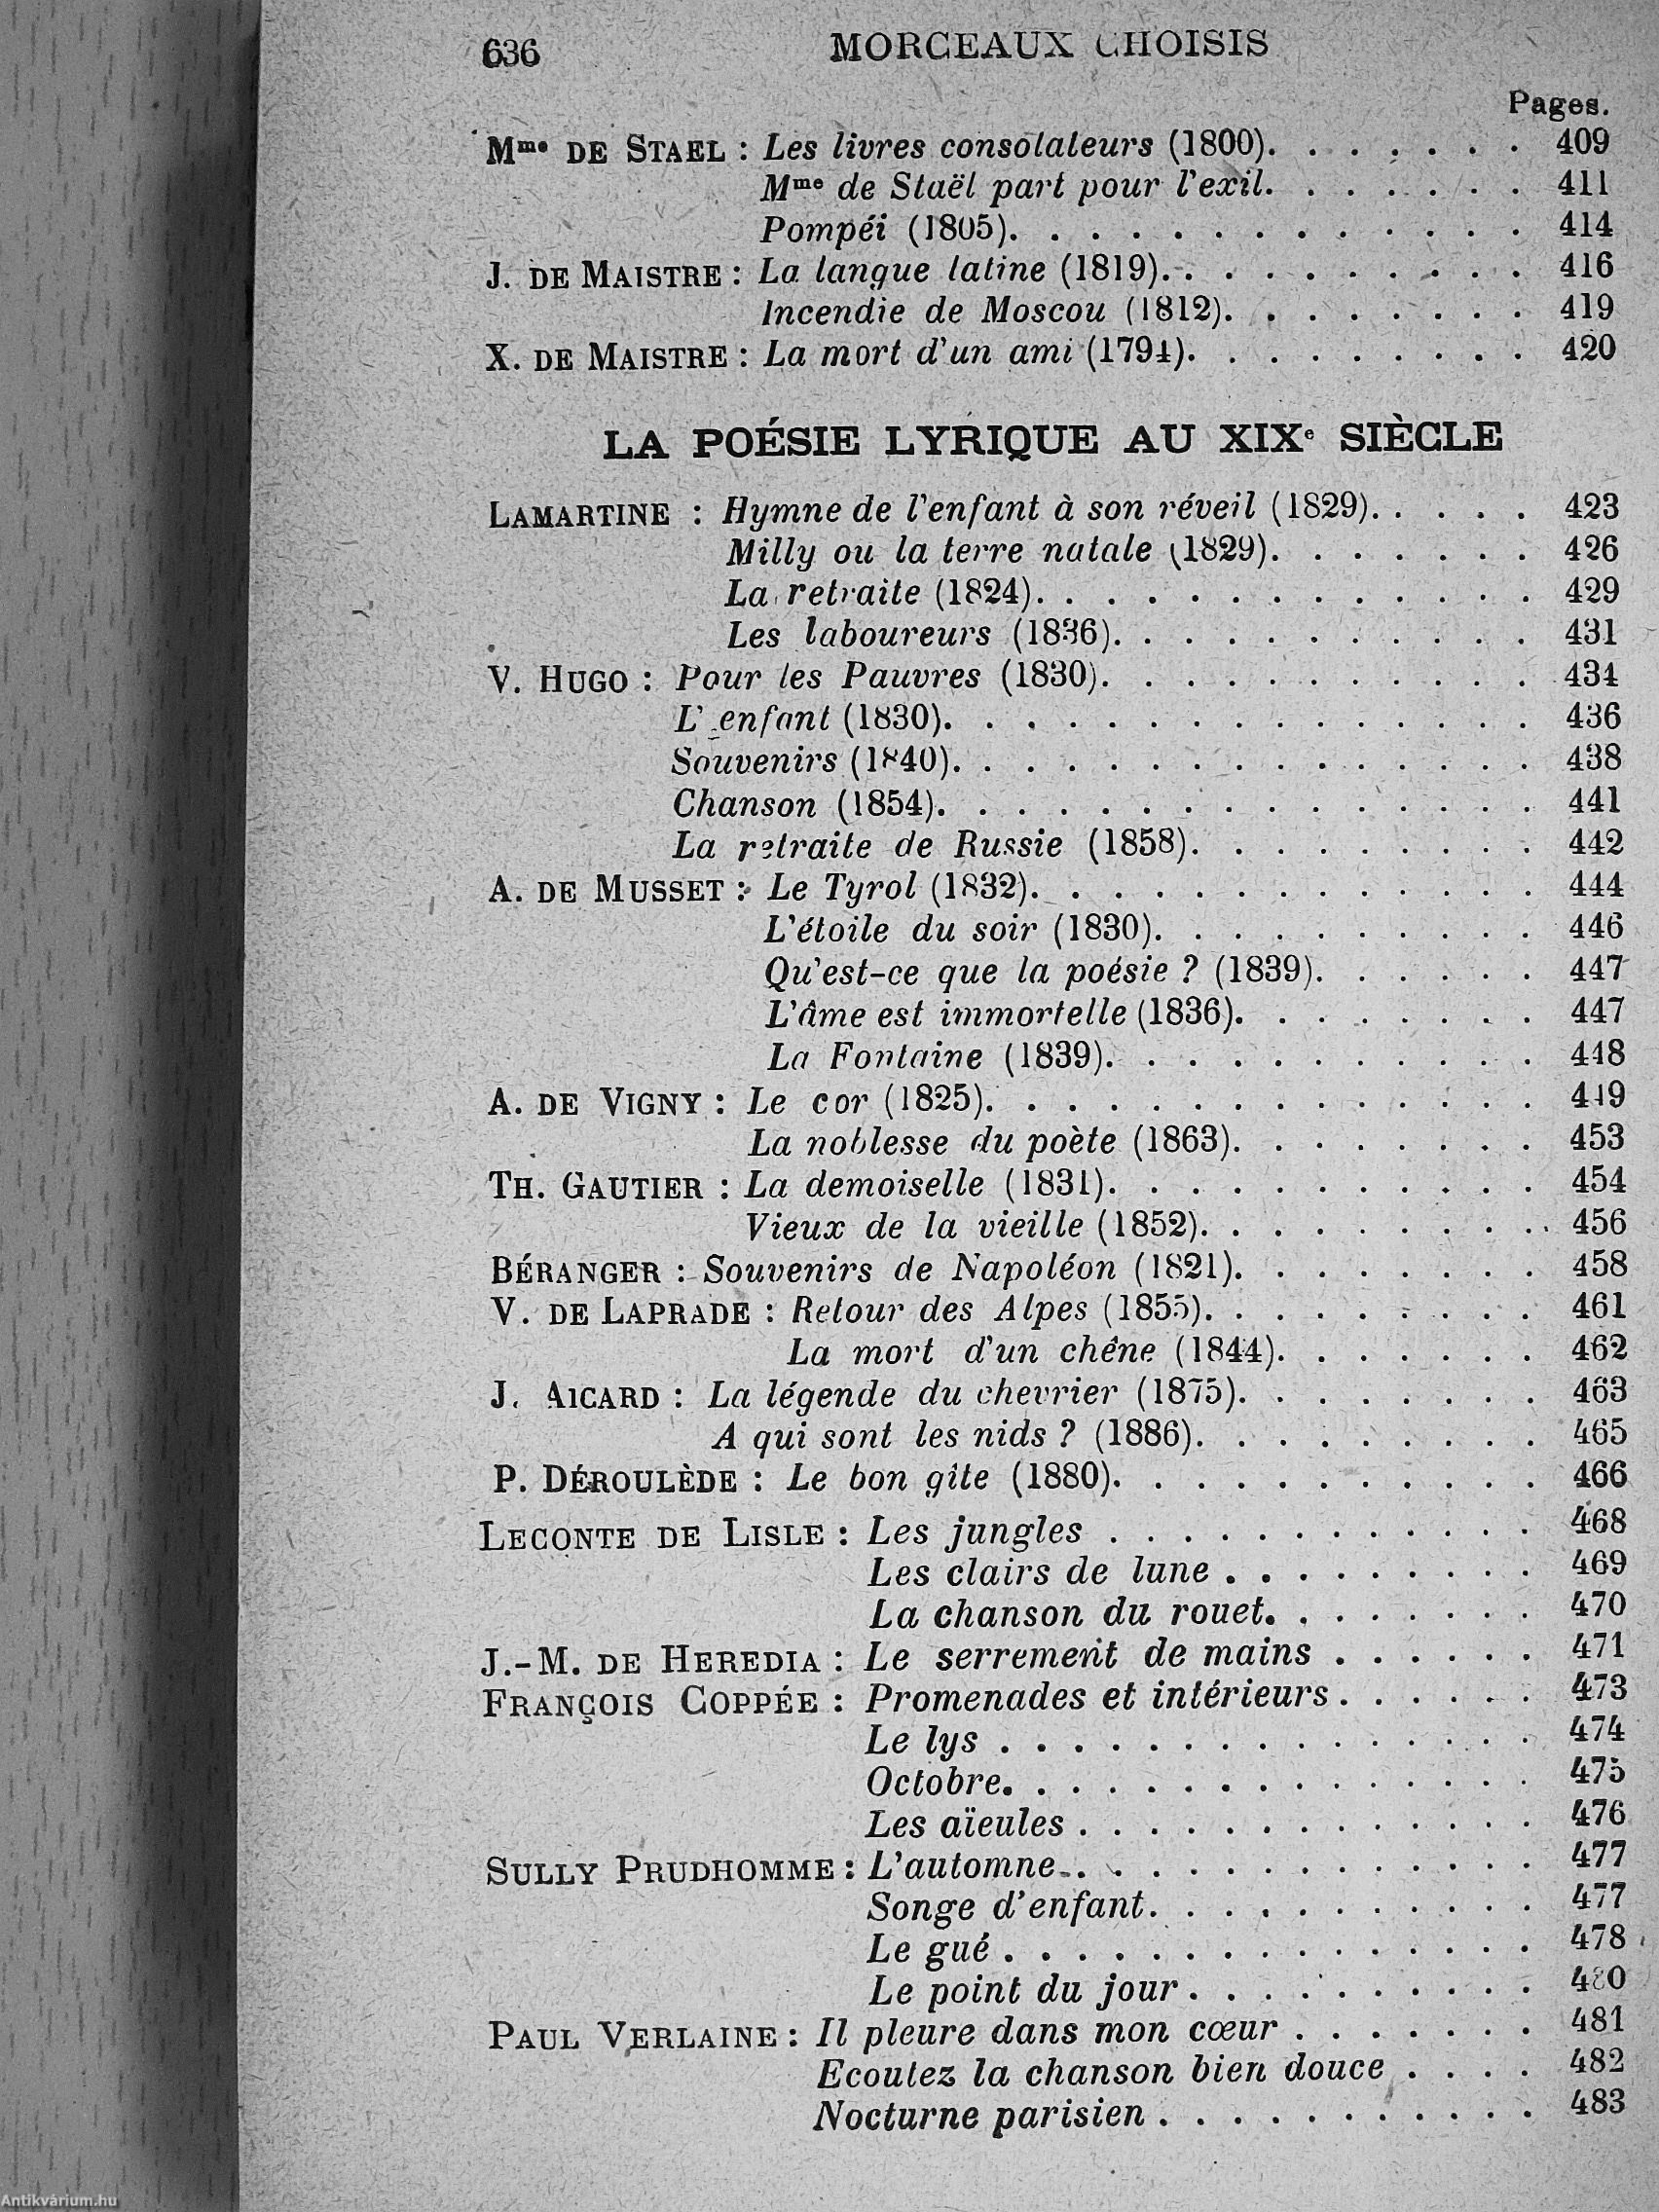 636 MORCEAUX CHOISIS
Pages.
Mme DE STAEL : Les livres consolateurs (1800). . . . . . . 409
Mme de Staël part pour l'exil. . . . . . . 411
Pompéi (1805). . . . . . . . . . . . . 414
J. DE MAISTRE : La langue latine (1819). . . . . . . . . . 416
Incendie de Moscou (1812). . . . . . . . 419
X. DE MAISTRE : La mort d'un ami (1794). . . . . . . . . 420
LA POÉSIE LYRIQUE AU XIXe SIÈCLE
LAMARTINE : Hymne de l'enfant à son réveil (1829). . . . . 423
Milly ou la terre natale (1829). . . . . . . 426
La retraite (1824). . . . . . . . . . . . . 429
Les laboureurs (1836). . . . . . . . . . . 431
V. HUGO : Pour les Pauvres (1830). . . . . . . . . . . 434
L'enfant (1830). . . . . . . . . . . . . . . 436
Souvenirs (1840). . . . . . . . . . . . . . . 438
Chanson (1854). . . . . . . . . . . . . . . 441
La retraite de Russie (1858). . . . . . . . . 442
A. DE MUSSET : Le Tyrol (1832). . . . . . . . . . . . . 444
L'étoile du soir (1830). . . . . . . . . . 446
Qu'est-ce que la poésie ? (1839). . . . . . 447
L'âme est immortelle (1836). . . . . . . . 447
La Fontaine (1839). . . . . . . . . . . 448
A. DE VIGNY : Le cor (1825). . . . . . . . . . . . . . 449
La noblesse du poète (1863). . . . . . . . 453
TH. GAUTIER : La demoiselle (1831). . . . . . . . . . . 454
Vieux de la vieille (1852). . . . . . . . . 456
BÉRANGER : Souvenirs de Napoléon (1821). . . . . . . . 458
V. DE LAPRADE : Retour des Alpes (1855). . . . . . . . . 461
La mort d'un chêne (1844). . . . . . . 462
J. AICARD : La légende du chevrier (1875). . . . . . . . 463
A qui sont les nids ? (1886). . . . . . . . . 465
P. DÉROULÈDE : Le bon gîte (1880). . . . . . . . . . . 466
LECONTE DE LISLE : Les jungles . . . . . . . . . . . . 468
Les clairs de lune . . . . . . . . . 469
La chanson du rouet. . . . . . . . 470
J.-M. DE HEREDIA : Le serrement de mains . . . . . . 471
FRANÇOIS COPPÉE : Promenades et intérieurs . . . . . . 473
Le lys . . . . . . . . . . . . . . . 474
Octobre. . . . . . . . . . . . . . . 475
Les aïeules . . . . . . . . . . . . . 476
SULLY PRUDHOMME : L'automne . . . . . . . . . . . . . 477
Songe d'enfant. . . . . . . . . . . 477
Le gué . . . . . . . . . . . . . . . 478
Le point du jour . . . . . . . . . . 480
PAUL VERLAINE : Il pleure dans mon cœur . . . . . . . 481
Ecoutez la chanson bien douce . . . . 482
Nocturne parisien . . . . . . . . . . . 483
Antikvárium.hu